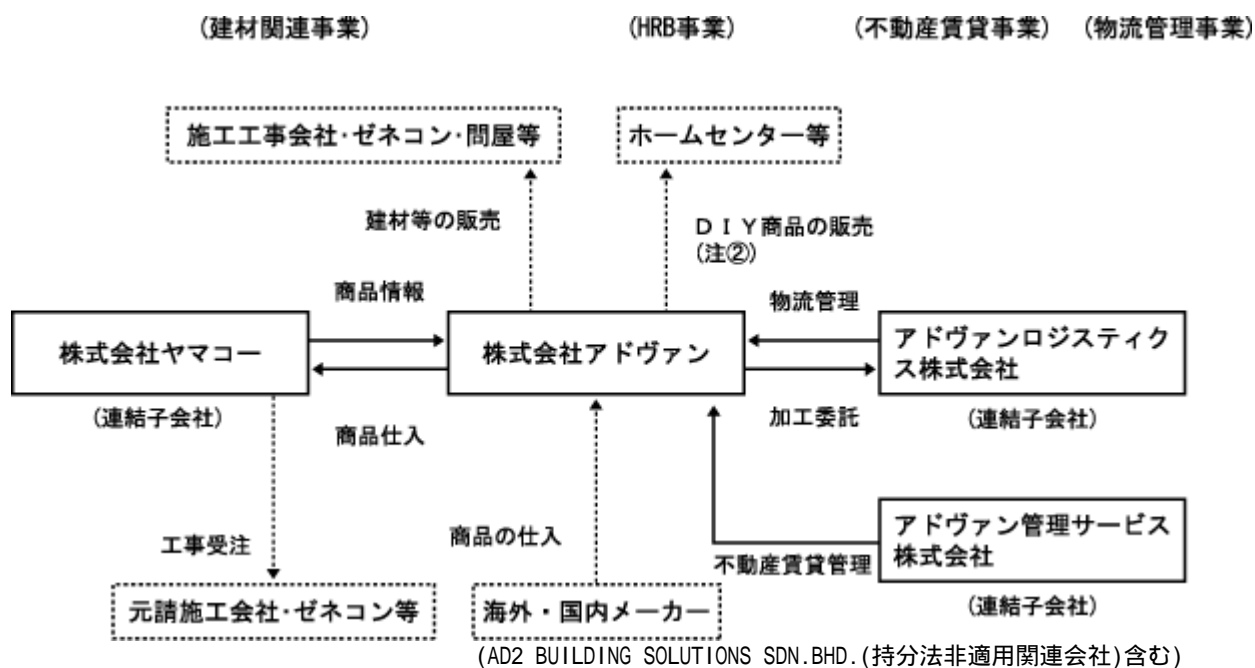 (建材関連事業)
(HRB事業)
(不動産賃貸事業)
(物流管理事業)
施工工事会社・ゼネコン・問屋等
ホームセンター等
建材等の販売
ＤＩＹ商品の販売
(注②)
商品情報
物流管理
株式会社ヤマコー
株式会社アドヴァン
アドヴァンロジスティク
ス株式会社
(連結子会社)
商品仕入
加工委託
(連結子会社)
工事受注
商品の仕入
不動産賃貸管理
アドヴァン管理サービス
株式会社
(連結子会社)
元請施工会社・ゼネコン等
海外・国内メーカー
(AD2 BUILDING SOLUTIONS SDN.BHD.(持分法非適用関連会社)含む)